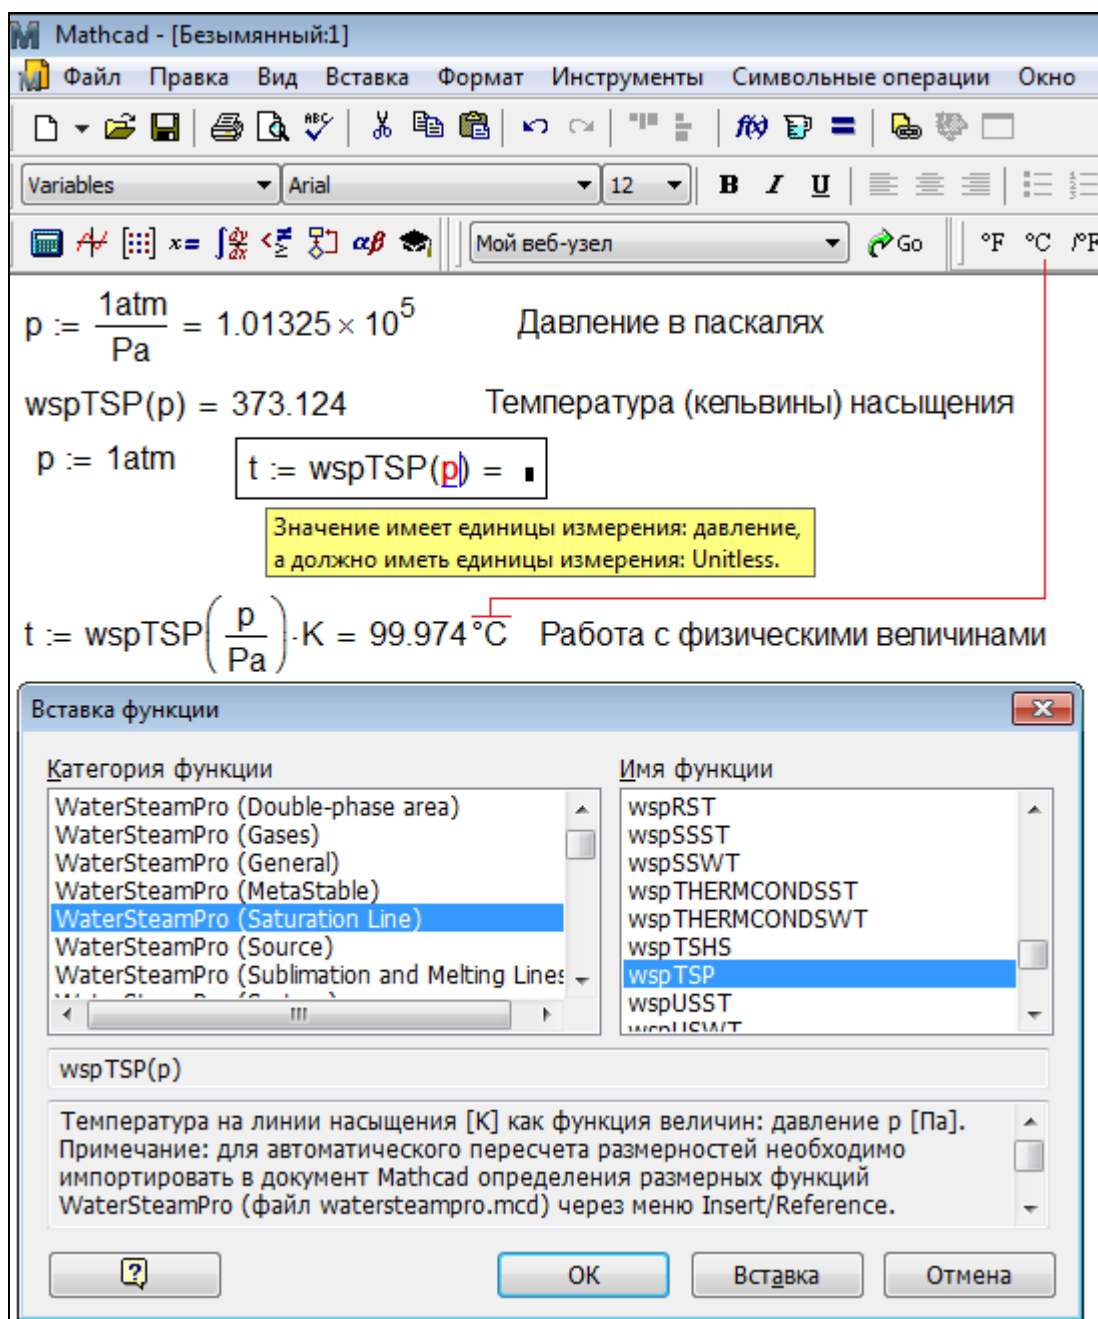 Mathcad - [Безымянный:1]
Файл Правка Вид Вставка Формат Инструменты Символьные операции Окно
Variables Arial 12 B I U
Мой веб-узел Go °F °C
p := 1atm/Pa = 1.01325 × 10^5 Давление в паскалях
wspTSP(p) = 373.124 Температура (кельвины) насыщения
p := 1atm t := wspTSP(p) =
Значение имеет единицы измерения: давление,
а должно иметь единицы измерения: Unitless.
t := wspTSP(p/Pa)·K = 99.974 °C Работа с физическими величинами
Вставка функции
Категория функции Имя функции
WaterSteamPro (Double-phase area) wspRST
WaterSteamPro (Gases) wspSSST
WaterSteamPro (General) wspSSWT
WaterSteamPro (MetaStable) wspTHERMCONDSST
WaterSteamPro (Saturation Line) wspTHERMCONDSWT
WaterSteamPro (Source) wspTSHS
WaterSteamPro (Sublimation and Melting Lines wspTSP
wspUSST
wspUSWT
wspTSP(p)
Температура на линии насыщения [К] как функция величин: давление p [Па].
Примечание: для автоматического пересчета размерностей необходимо
импортировать в документ Mathcad определения размерных функций
WaterSteamPro (файл watersteampro.mcd) через меню Insert/Reference.
ОК Вставка Отмена